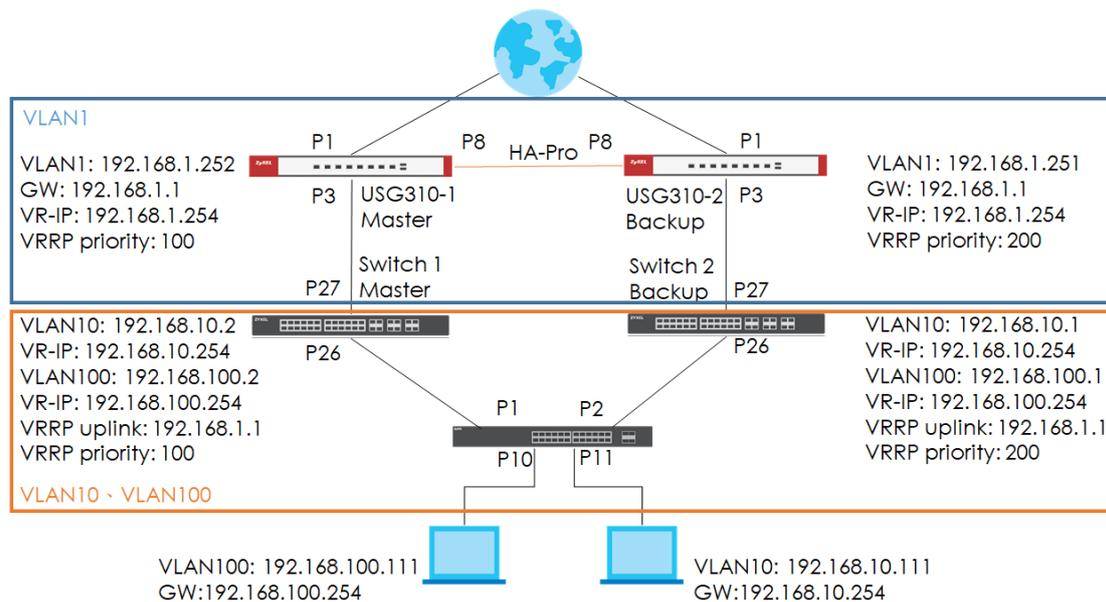 VLAN1
P1
P8
HA-Pro
P8
P1
ZyXEL
ZyXEL
VLAN1: 192.168.1.252
GW: 192.168.1.1
VR-IP: 192.168.1.254
VRRP priority: 100
P3
USG310-1
Master
USG310-2
Backup
P3
VLAN1: 192.168.1.251
GW: 192.168.1.1
VR-IP: 192.168.1.254
VRRP priority: 200
Switch 1
Master
P27
Switch 2
Backup
P27
VLAN10: 192.168.10.2
VR-IP: 192.168.10.254
VLAN100: 192.168.100.2
VR-IP: 192.168.100.254
VRRP uplink: 192.168.1.1
VRRP priority: 100
VLAN10、VLAN100
ZYXEL
ZYXEL
P26
P26
P1
P2
P10
P11
VLAN10: 192.168.10.1
VR-IP: 192.168.10.254
VLAN100: 192.168.100.1
VR-IP: 192.168.100.254
VRRP uplink: 192.168.1.1
VRRP priority: 200
VLAN100: 192.168.100.111
GW:192.168.100.254
VLAN10: 192.168.10.111
GW:192.168.10.254